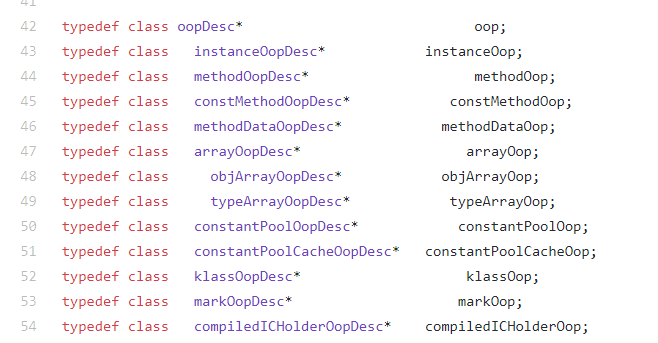 41
42 typedef class oopDesc* oop;
43 typedef class instanceOopDesc* instanceOop;
44 typedef class methodOopDesc* methodOop;
45 typedef class constMethodOopDesc* constMethodOop;
46 typedef class methodDataOopDesc* methodDataOop;
47 typedef class arrayOopDesc* arrayOop;
48 typedef class objArrayOopDesc* objArrayOop;
49 typedef class typeArrayOopDesc* typeArrayOop;
50 typedef class constantPoolOopDesc* constantPoolOop;
51 typedef class constantPoolCacheOopDesc* constantPoolCacheOop;
52 typedef class klassOopDesc* klassOop;
53 typedef class markOopDesc* markOop;
54 typedef class compiledICHolderOopDesc* compiledICHolderOop;